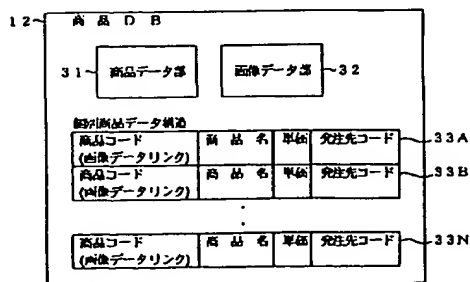 12 商品DB
31 商品データ部 画像データ部 32
個別商品データ構造
商品コード 商品名 単価 発注先コード 33A
(画像データリンク)
商品コード 商品名 単価 発注先コード 33B
(画像データリンク)
:
商品コード 商品名 単価 発注先コード 33N
(画像データリンク)